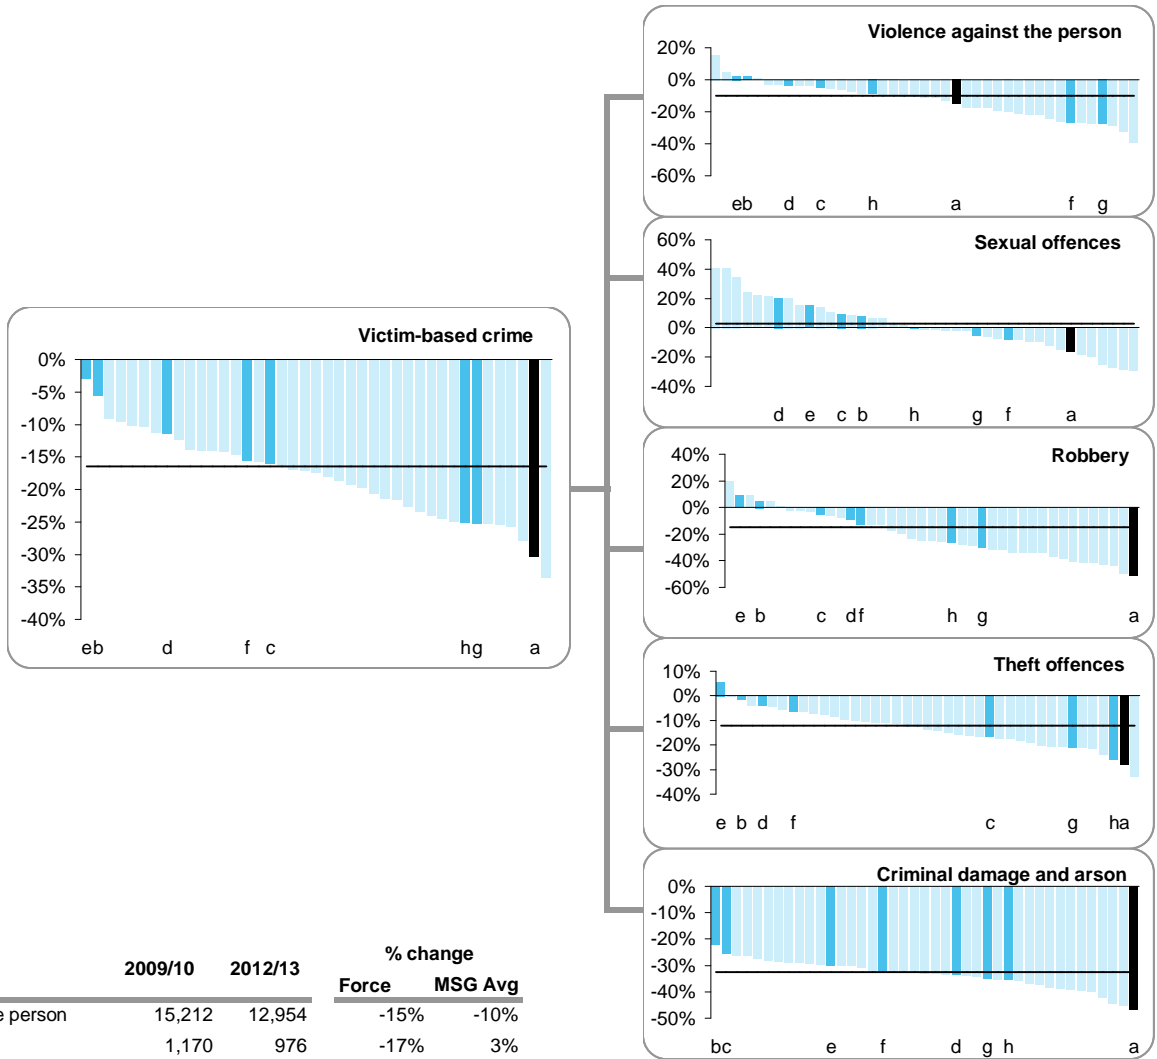 Violence against the person
20%
0%
-20%
-40%
-60%
eb d c h a f g
Sexual offences
60%
40%
20%
0%
-20%
-40%
d e c b h g f a
Victim-based crime
0%
-5%
-10%
-15%
-20%
-25%
-30%
-35%
-40%
eb d f c hg a
Robbery
40%
20%
0%
-20%
-40%
-60%
e b c d f h g a
Theft offences
10%
0%
-10%
-20%
-30%
-40%
e b d f c g ha
Criminal damage and arson
0%
-10%
-20%
-30%
-40%
-50%
bc e f d g h a
2009/10 2012/13 % change
Force MSG Avg
e person 15,212 12,954 -15% -10%
1,170 976 -17% 3%